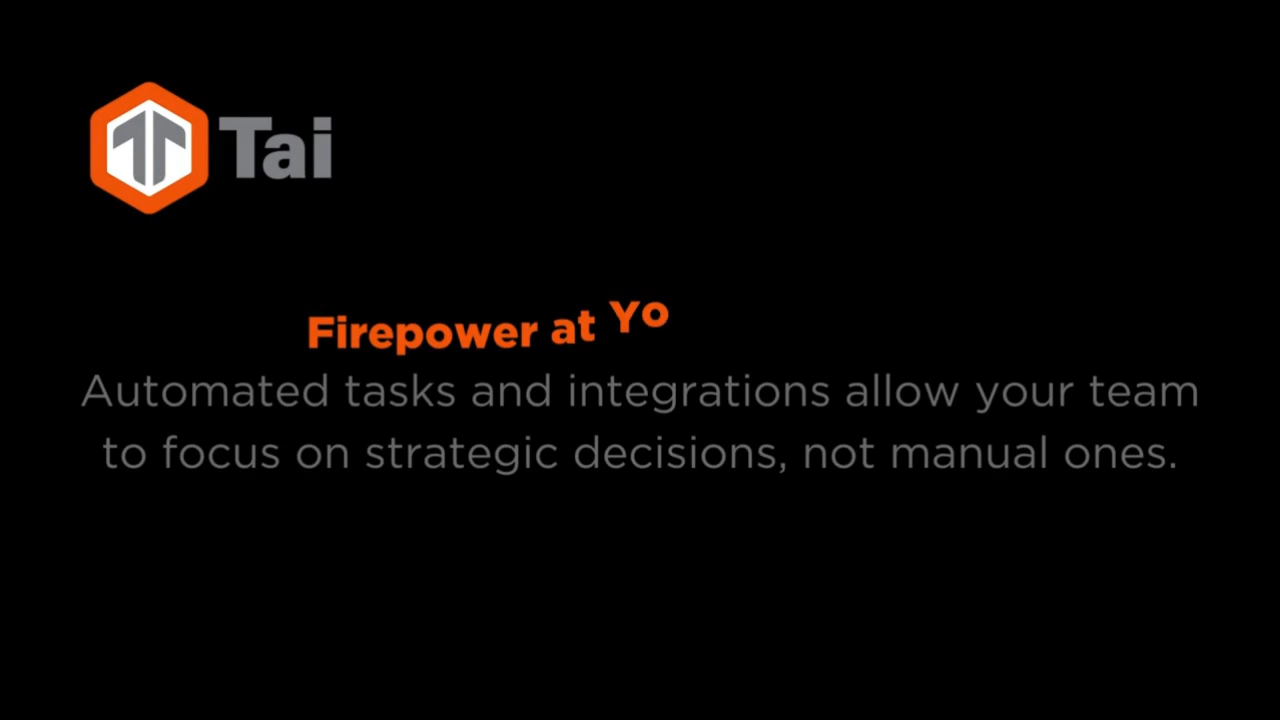 Tai
Firepower at Yo
Automated tasks and integrations allow your team
to focus on strategic decisions, not manual ones.